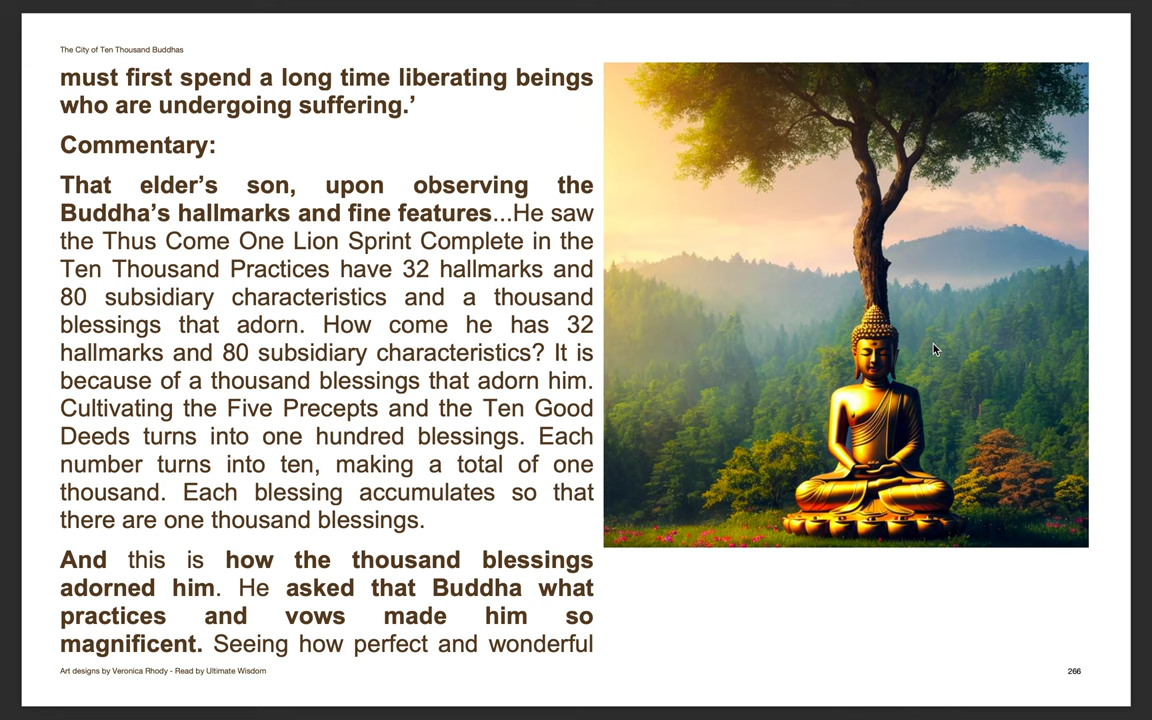 The City of Ten Thousand Buddhas
must first spend a long time liberating beings
who are undergoing suffering.’
Commentary:
That elder’s son, upon observing the
Buddha’s hallmarks and fine features...He saw
the Thus Come One Lion Sprint Complete in the
Ten Thousand Practices have 32 hallmarks and
80 subsidiary characteristics and a thousand
blessings that adorn. How come he has 32
hallmarks and 80 subsidiary characteristics? It is
because of a thousand blessings that adorn him.
Cultivating the Five Precepts and the Ten Good
Deeds turns into one hundred blessings. Each
number turns into ten, making a total of one
thousand. Each blessing accumulates so that
there are one thousand blessings.
And this is how the thousand blessings
adorned him. He asked that Buddha what
practices and vows made him so
magnificent. Seeing how perfect and wonderful
Art designs by Veronica Rhody - Read by Ultimate Wisdom
266